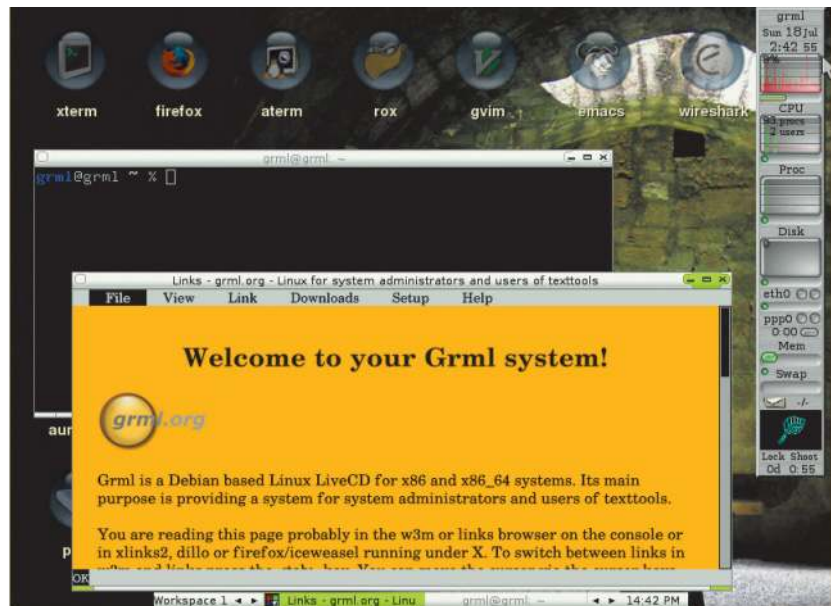 xterm
firefox
aterm
rox
gvim
emacs
wireshark
grml@grml: ~
grml@grml ~ %
Links - grml.org - Linux for system administrators and users of texttools
File View Link Downloads Setup Help
Welcome to your Grml system!
grml.org
Grml is a Debian based Linux LiveCD for x86 and x86_64 systems. Its main
purpose is providing a system for system administrators and users of texttools.
You are reading this page probably in the w3m or links browser on the console or
in xlinks2, dillo or firefox/iceweasel running under X. To switch between links in
OK
aur
p
Workspace 1
Links - grml.org - Linu
grml@grml: ~
14:42 PM
grml
Sun 18 Jul
2:42 55
CPU
93 procs
2 users
Proc
Disk
eth0
ppp0
0:00
Mem
Swap
-/-
Lock Shoot
0d 0:55